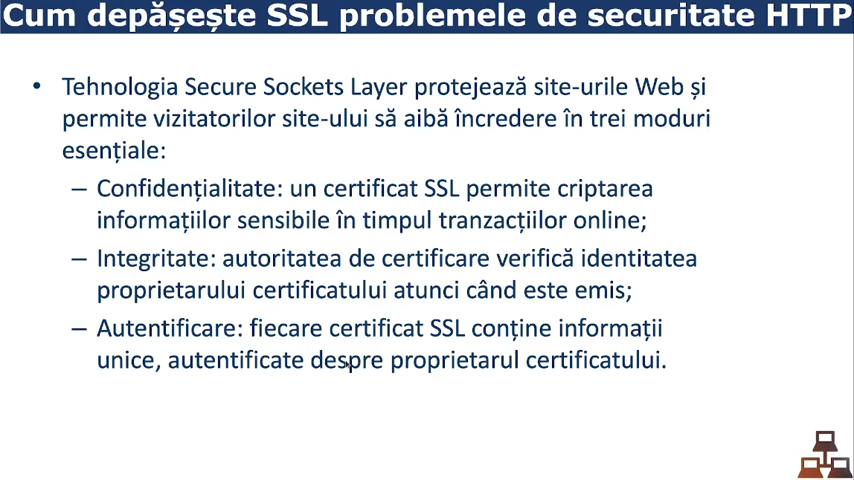 Cum depășește SSL problemele de securitate HTTP
• Tehnologia Secure Sockets Layer protejează site-urile Web și
permite vizitatorilor site-ului să aibă încredere în trei moduri
esențiale:
– Confidențialitate: un certificat SSL permite criptarea
informațiilor sensibile în timpul tranzacțiilor online;
– Integritate: autoritatea de certificare verifică identitatea
proprietarului certificatului atunci când este emis;
– Autentificare: fiecare certificat SSL conține informații
unice, autentificate despre proprietarul certificatului.